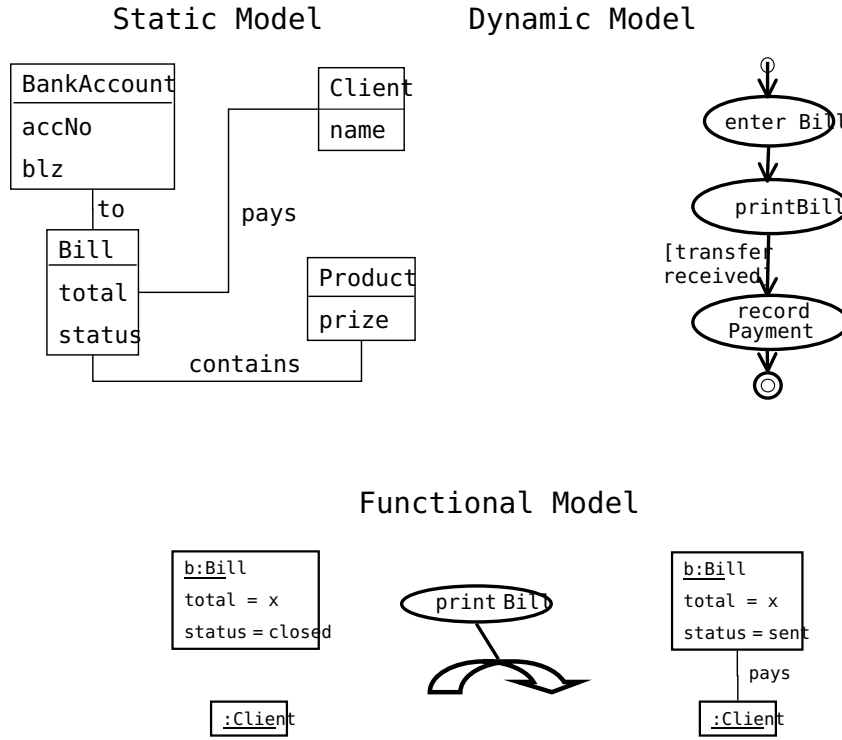 Static Model
Dynamic Model
BankAccount
accNo
blz
Client
name
to
pays
Bill
total
status
Product
prize
contains
enter Bill
printBill
[transfer
received]
record
Payment
Functional Model
b:Bill
total = x
status = closed
:Client
print Bill
b:Bill
total = x
status = sent
pays
:Client